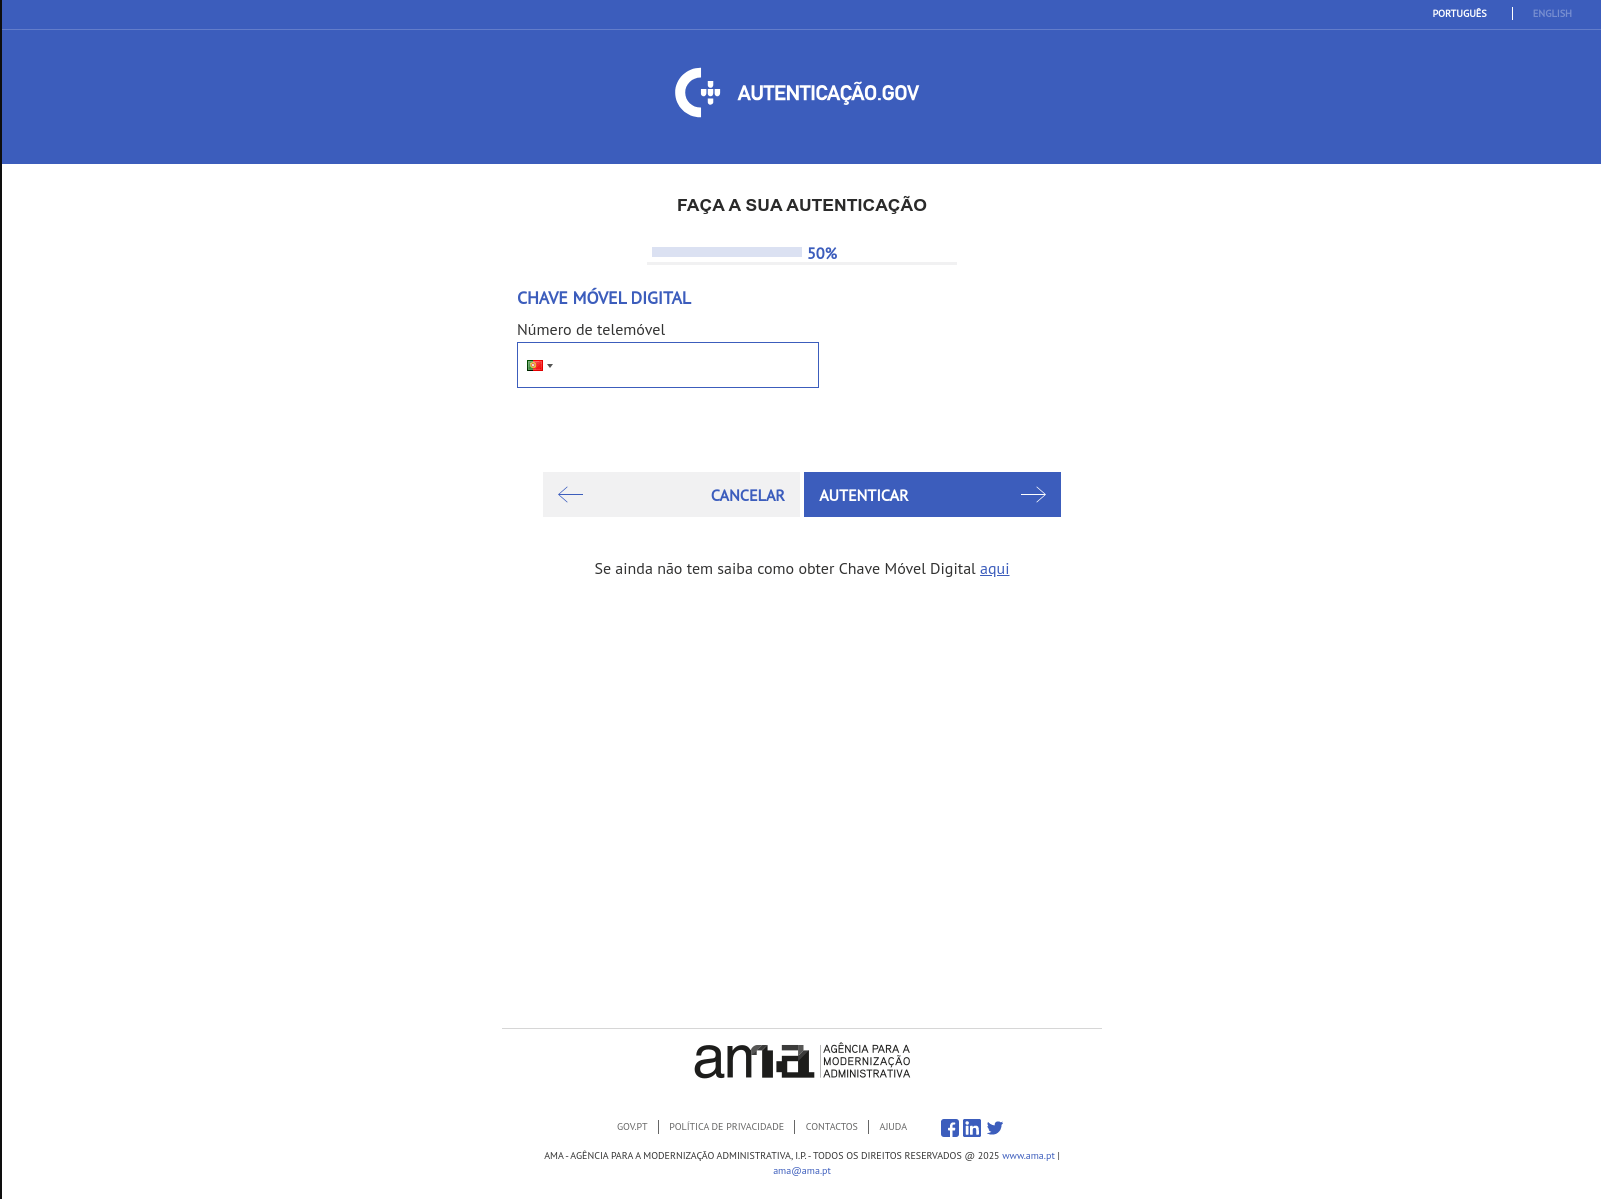 PORTUGUÊS
ENGLISH
AUTENTICAÇÃO.GOV
FAÇA A SUA AUTENTICAÇÃO
50%
CHAVE MÓVEL DIGITAL
Número de telemóvel
CANCELAR
AUTENTICAR
Se ainda não tem saiba como obter Chave Móvel Digital aqui
ama
AGÊNCIA PARA A
MODERNIZAÇÃO
ADMINISTRATIVA
GOV.PT
POLÍTICA DE PRIVACIDADE
CONTACTOS
AJUDA
AMA - AGÊNCIA PARA A MODERNIZAÇÃO ADMINISTRATIVA, I.P. - TODOS OS DIREITOS RESERVADOS @ 2025 www.ama.pt |
ama@ama.pt